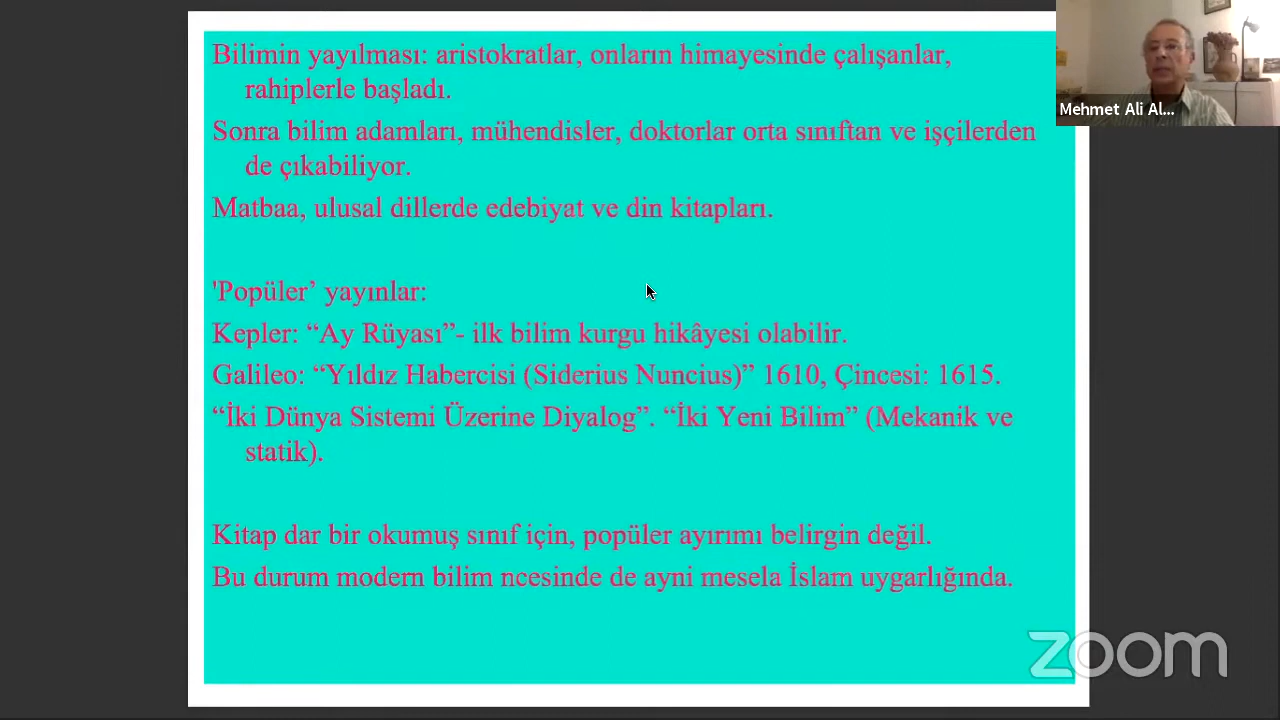 Bilimin yayılması: aristokratlar, onların himayesinde çalışanlar,
rahiplerle başladı.
Sonra bilim adamları, mühendisler, doktorlar orta sınıftan ve işçilerden
de çıkabiliyor.
Matbaa, ulusal dillerde edebiyat ve din kitapları.
'Popüler’ yayınlar:
Kepler: “Ay Rüyası”- ilk bilim kurgu hikâyesi olabilir.
Galileo: “Yıldız Habercisi (Siderius Nuncius)” 1610, Çincesi: 1615.
“İki Dünya Sistemi Üzerine Diyalog”. “İki Yeni Bilim” (Mekanik ve
statik).
Kitap dar bir okumuş sınıf için, popüler ayırımı belirgin değil.
Bu durum modern bilim ncesinde de ayni mesela İslam uygarlığında.
Mehmet Ali Al...
zoom